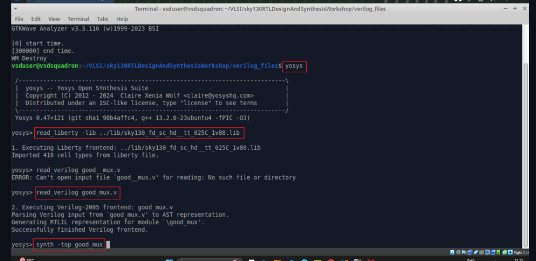 Terminal - vsduser@vsdsquadron: ~/VLSI/sky130RTLDesignAndSynthesisWorkshop/verilog_files
File Edit View Terminal Tabs Help
GTKWave Analyzer v3.3.116 (w)1999-2023 BSI
[0] start time.
[300000] end time.
WM Destroy
vsduser@vsdsquadron:~/VLSI/sky130RTLDesignAndSynthesisWorkshop/verilog_files$ yosys
/----------------------------------------------------------------------------\
| yosys -- Yosys Open SYnthesis Suite |
| Copyright (C) 2012 - 2024 Claire Xenia Wolf <claire@yosyshq.com> |
| Distributed under an ISC-like license, type "license" to see terms |
\----------------------------------------------------------------------------/
Yosys 0.47+121 (git sha1 98b4affc4, g++ 13.2.0-23ubuntu4 -fPIC -O3)
yosys> read_liberty -lib ../lib/sky130_fd_sc_hd__tt_025C_1v80.lib
1. Executing Liberty frontend: ../lib/sky130_fd_sc_hd__tt_025C_1v80.lib
Imported 418 cell types from liberty file.
yosys> read_verilog good__mux.v
ERROR: Can't open input file `good__mux.v' for reading: No such file or directory
yosys> read_verilog good_mux.v
2. Executing Verilog-2005 frontend: good_mux.v
Parsing Verilog input from `good_mux.v' to AST representation.
Generating RTLIL representation for module `\good_mux'.
Successfully finished Verilog frontend.
yosys> synth -top good_mux